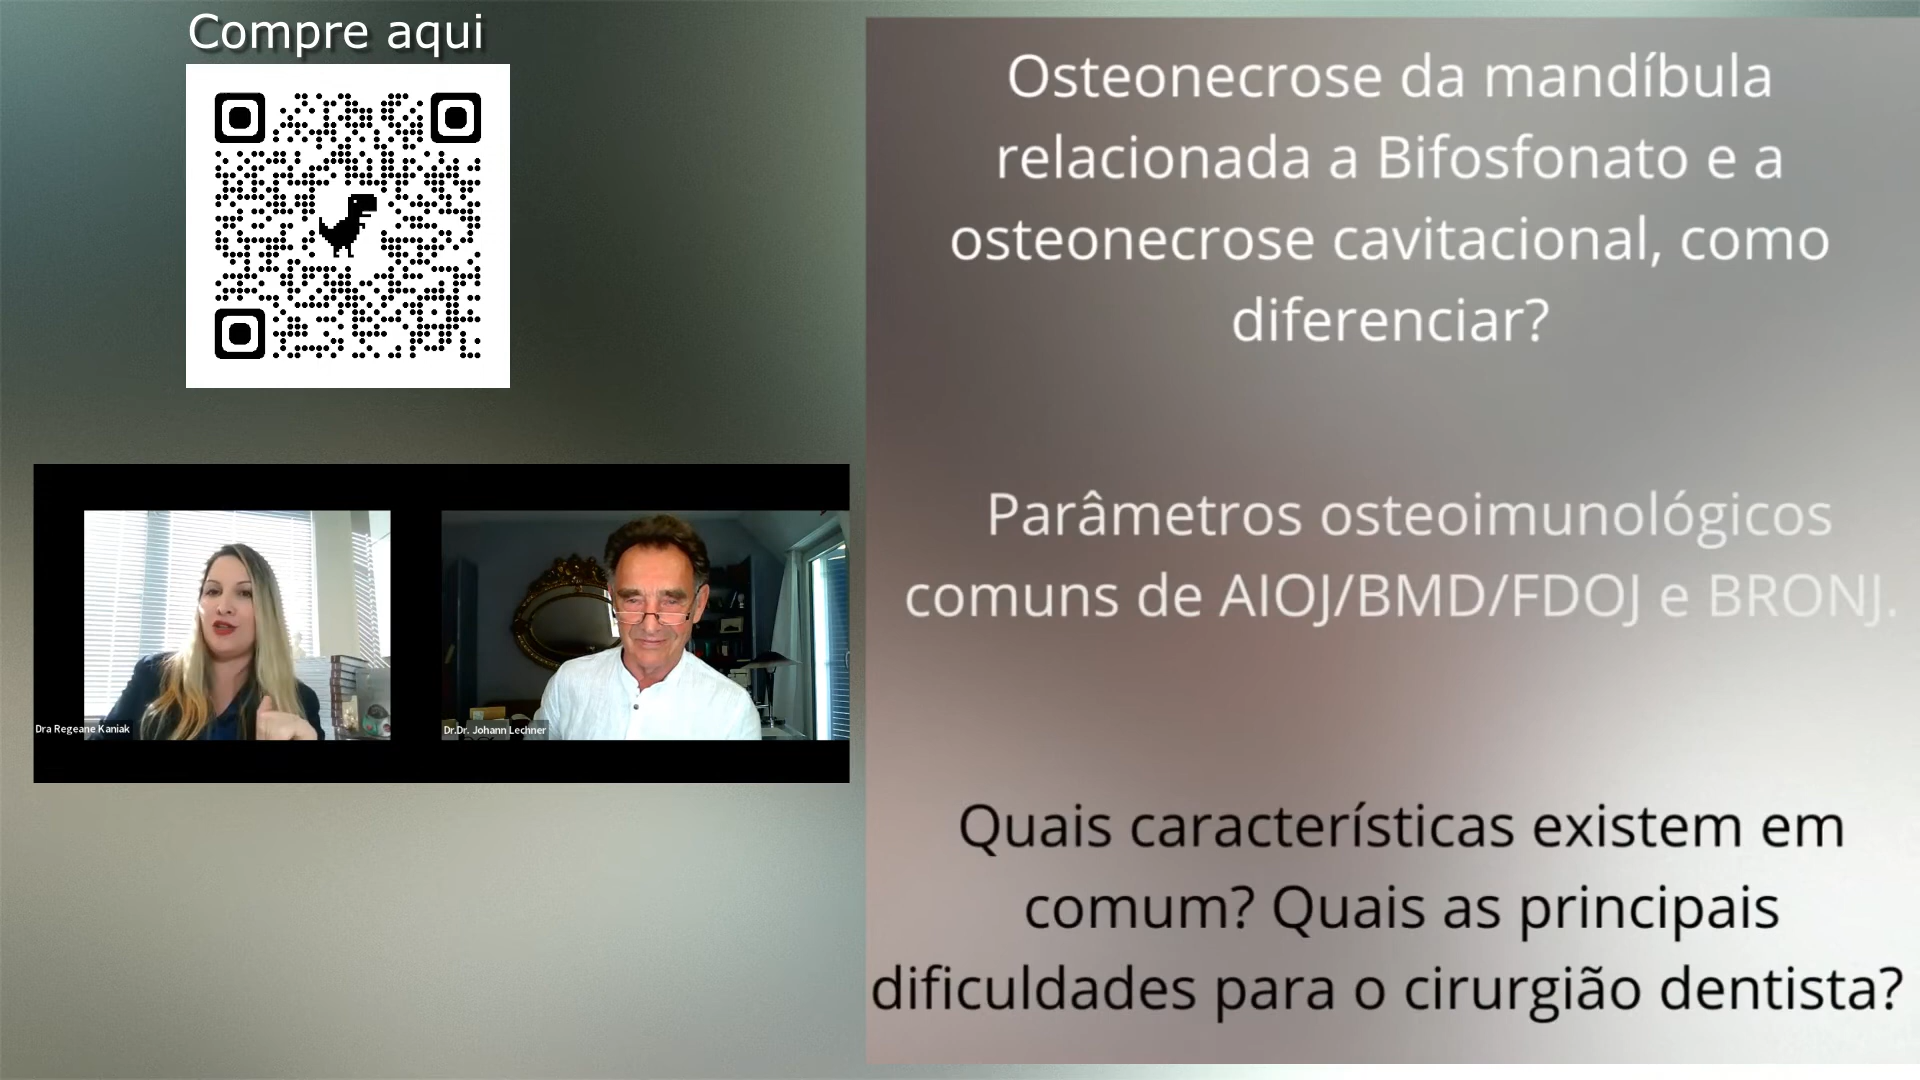 Compre aqui
Osteonecrose da mandíbula
relacionada a Bifosfonato e a
osteonecrose cavitacional, como
diferenciar?
Parâmetros osteoimunológicos
comuns de AIOJ/BMD/FDOJ e BRONJ.
Quais características existem em
comum? Quais as principais
dificuldades para o cirurgião dentista?
Dra Regeane Kaniak
Dr.Dr. Johann Lechner